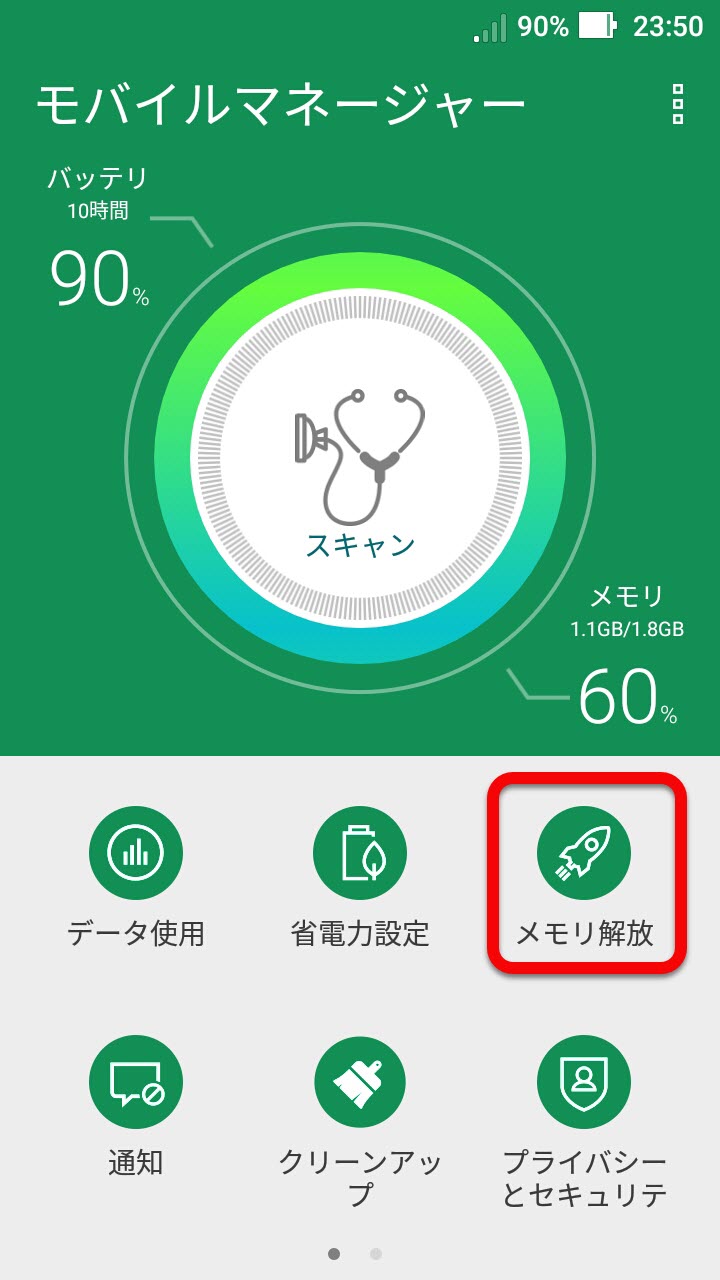 90% 23:50
モバイルマネージャー
バッテリ
10時間
90%
スキャン
メモリ
1.1GB/1.8GB
60%
データ使用
省電力設定
メモリ解放
通知
クリーンアッ
プ
プライバシー
とセキュリテ